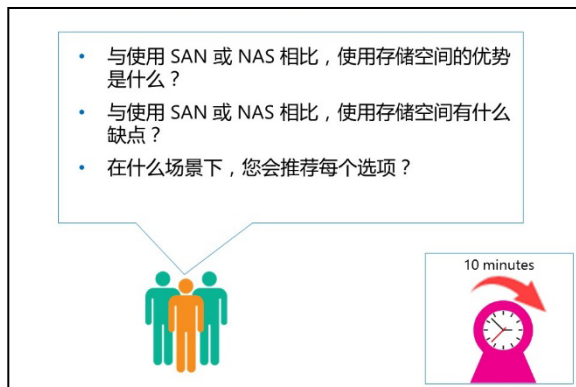 • 与使用 SAN 或 NAS 相比，使用存储空间的优势
是什么？
• 与使用 SAN 或 NAS 相比，使用存储空间有什么
缺点？
• 在什么场景下，您会推荐每个选项？
10 minutes